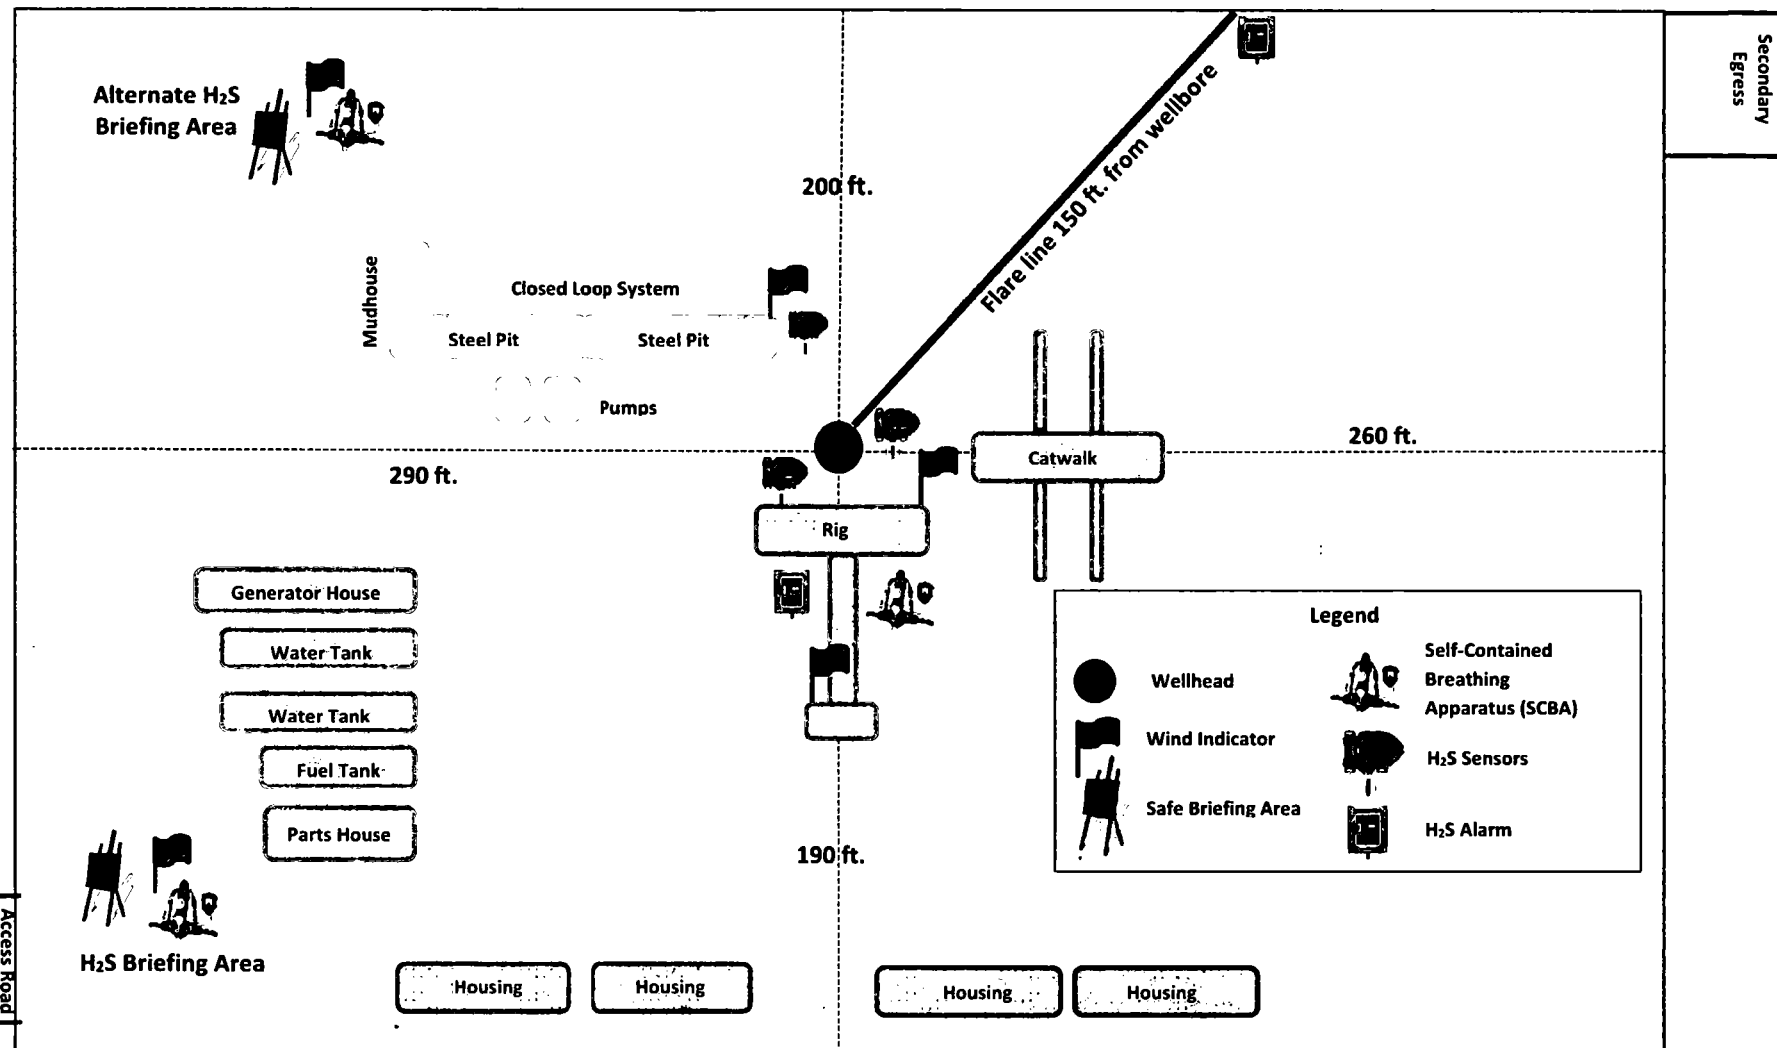 Secondary
Egress
Alternate H₂S
Briefing Area
200 ft.
Flare line 150 ft. from wellbore
Mudhouse
Closed Loop System
Steel Pit
Steel Pit
Pumps
260 ft.
290 ft.
Catwalk
Rig
Generator House
Water Tank
Water Tank
Fuel Tank
Parts House
190 ft.
Legend
Wellhead
Wind Indicator
Safe Briefing Area
Self-Contained
Breathing
Apparatus (SCBA)
H₂S Sensors
H₂S Alarm
Access Road
H₂S Briefing Area
Housing
Housing
Housing
Housing